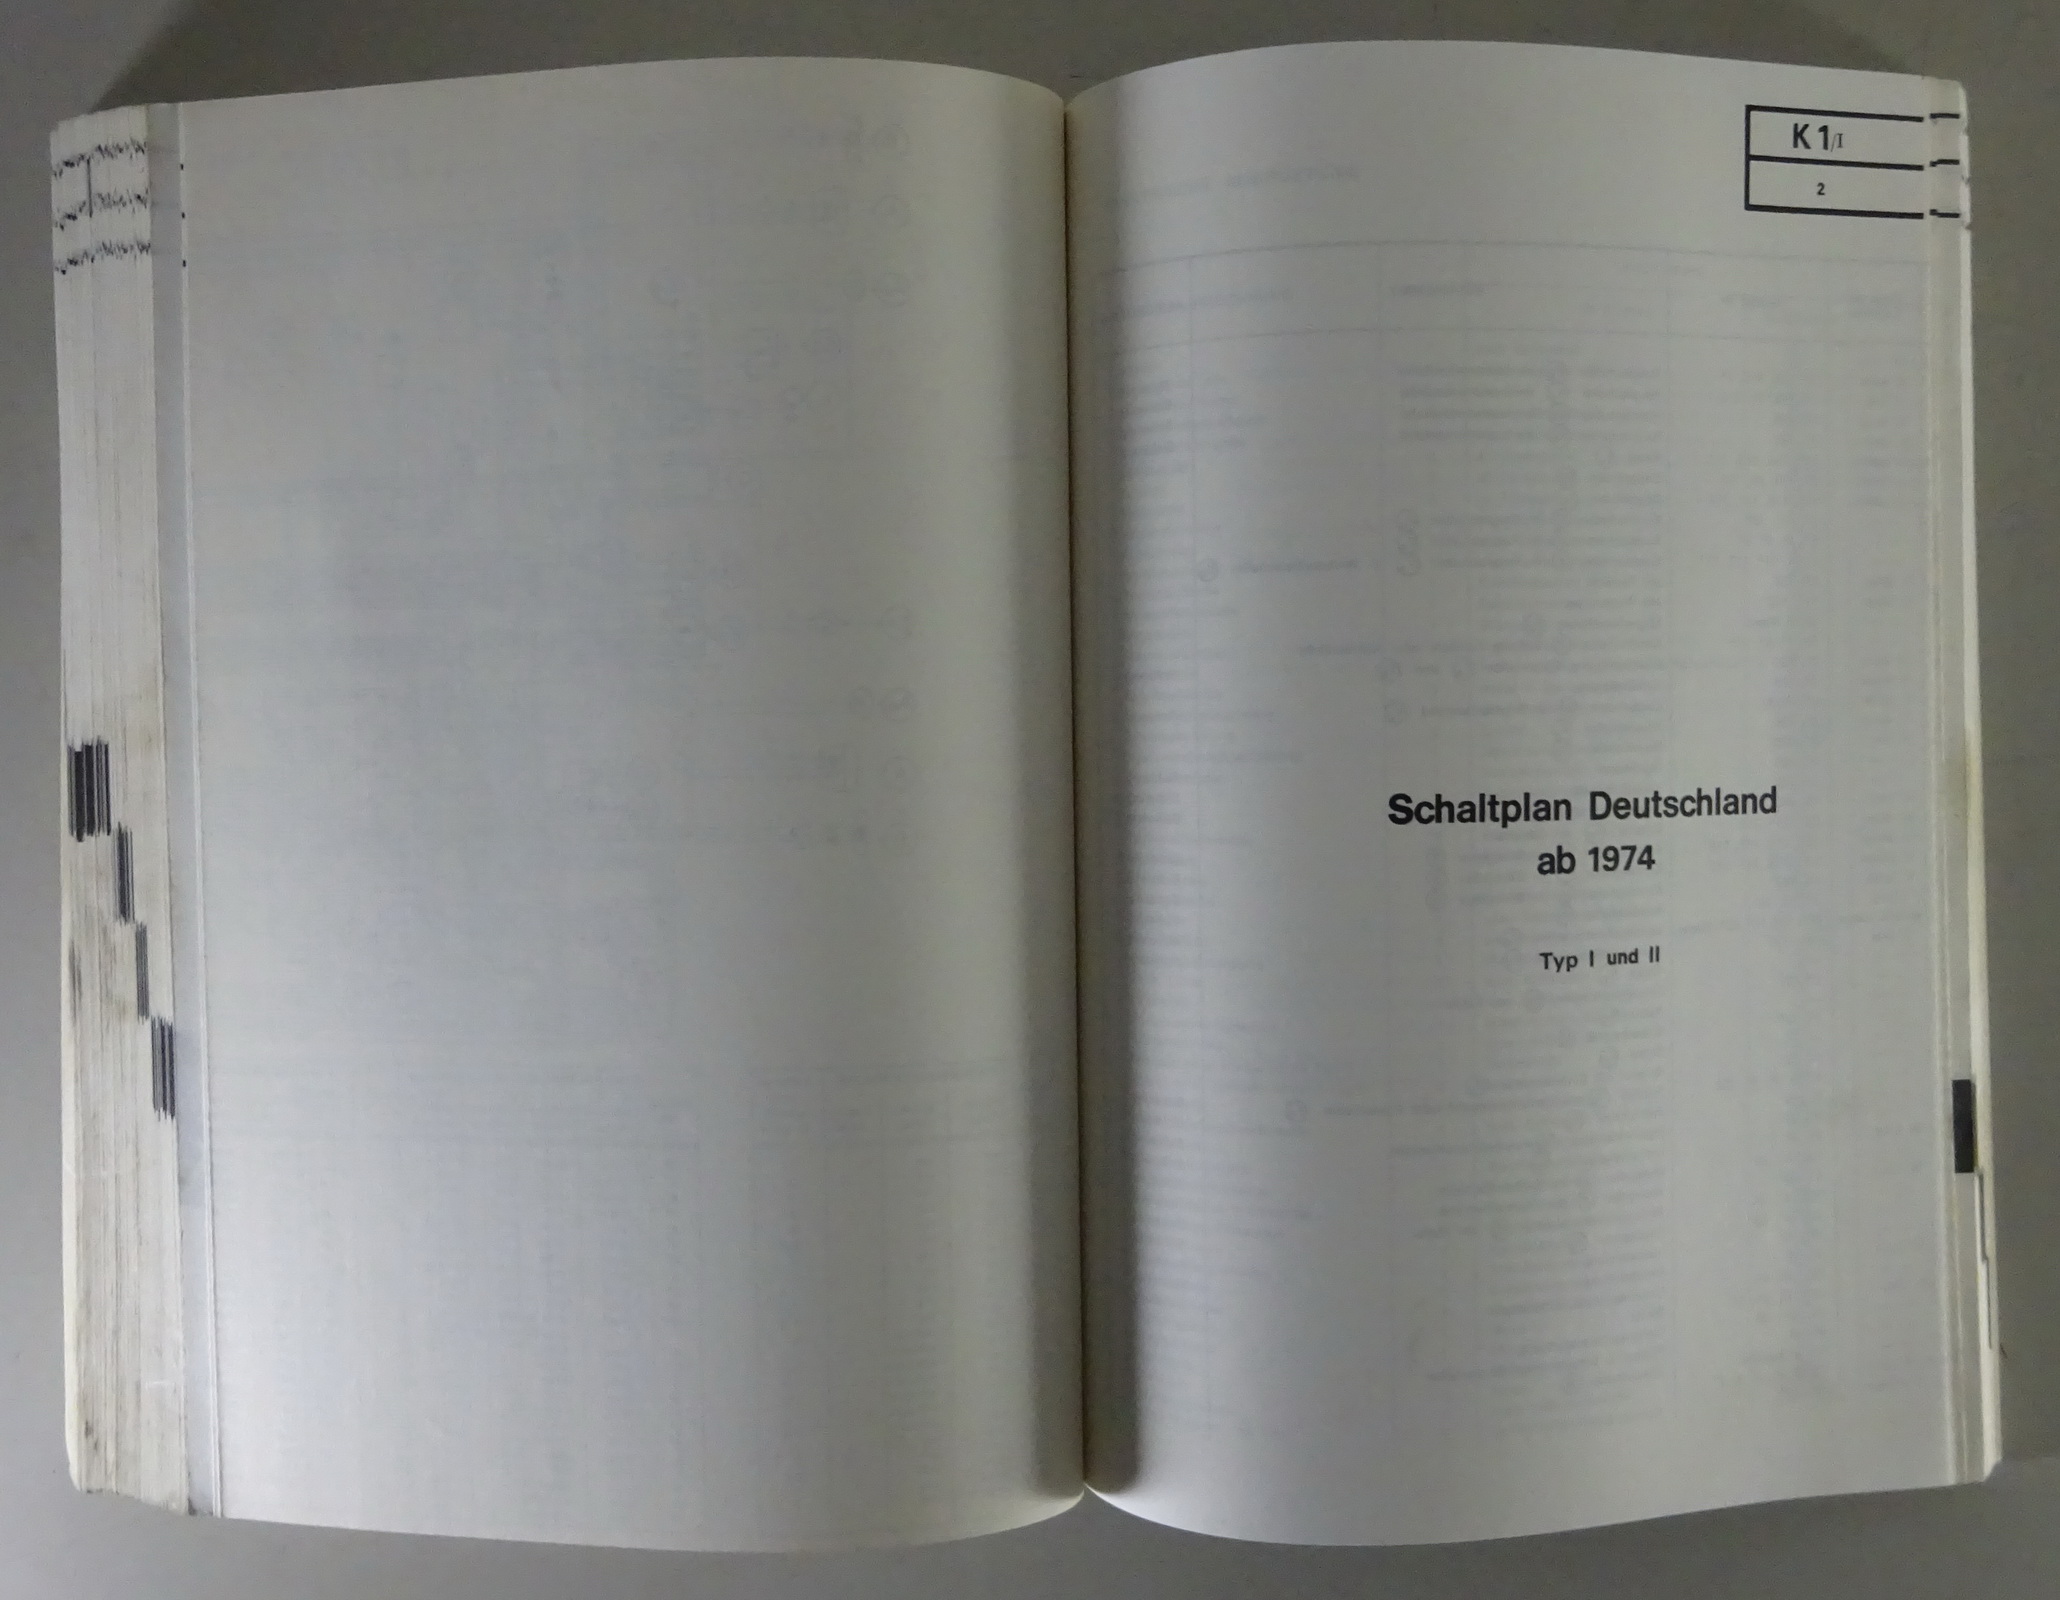 K 1/I
2
Schaltplan Deutschland
ab 1974
Typ I und II